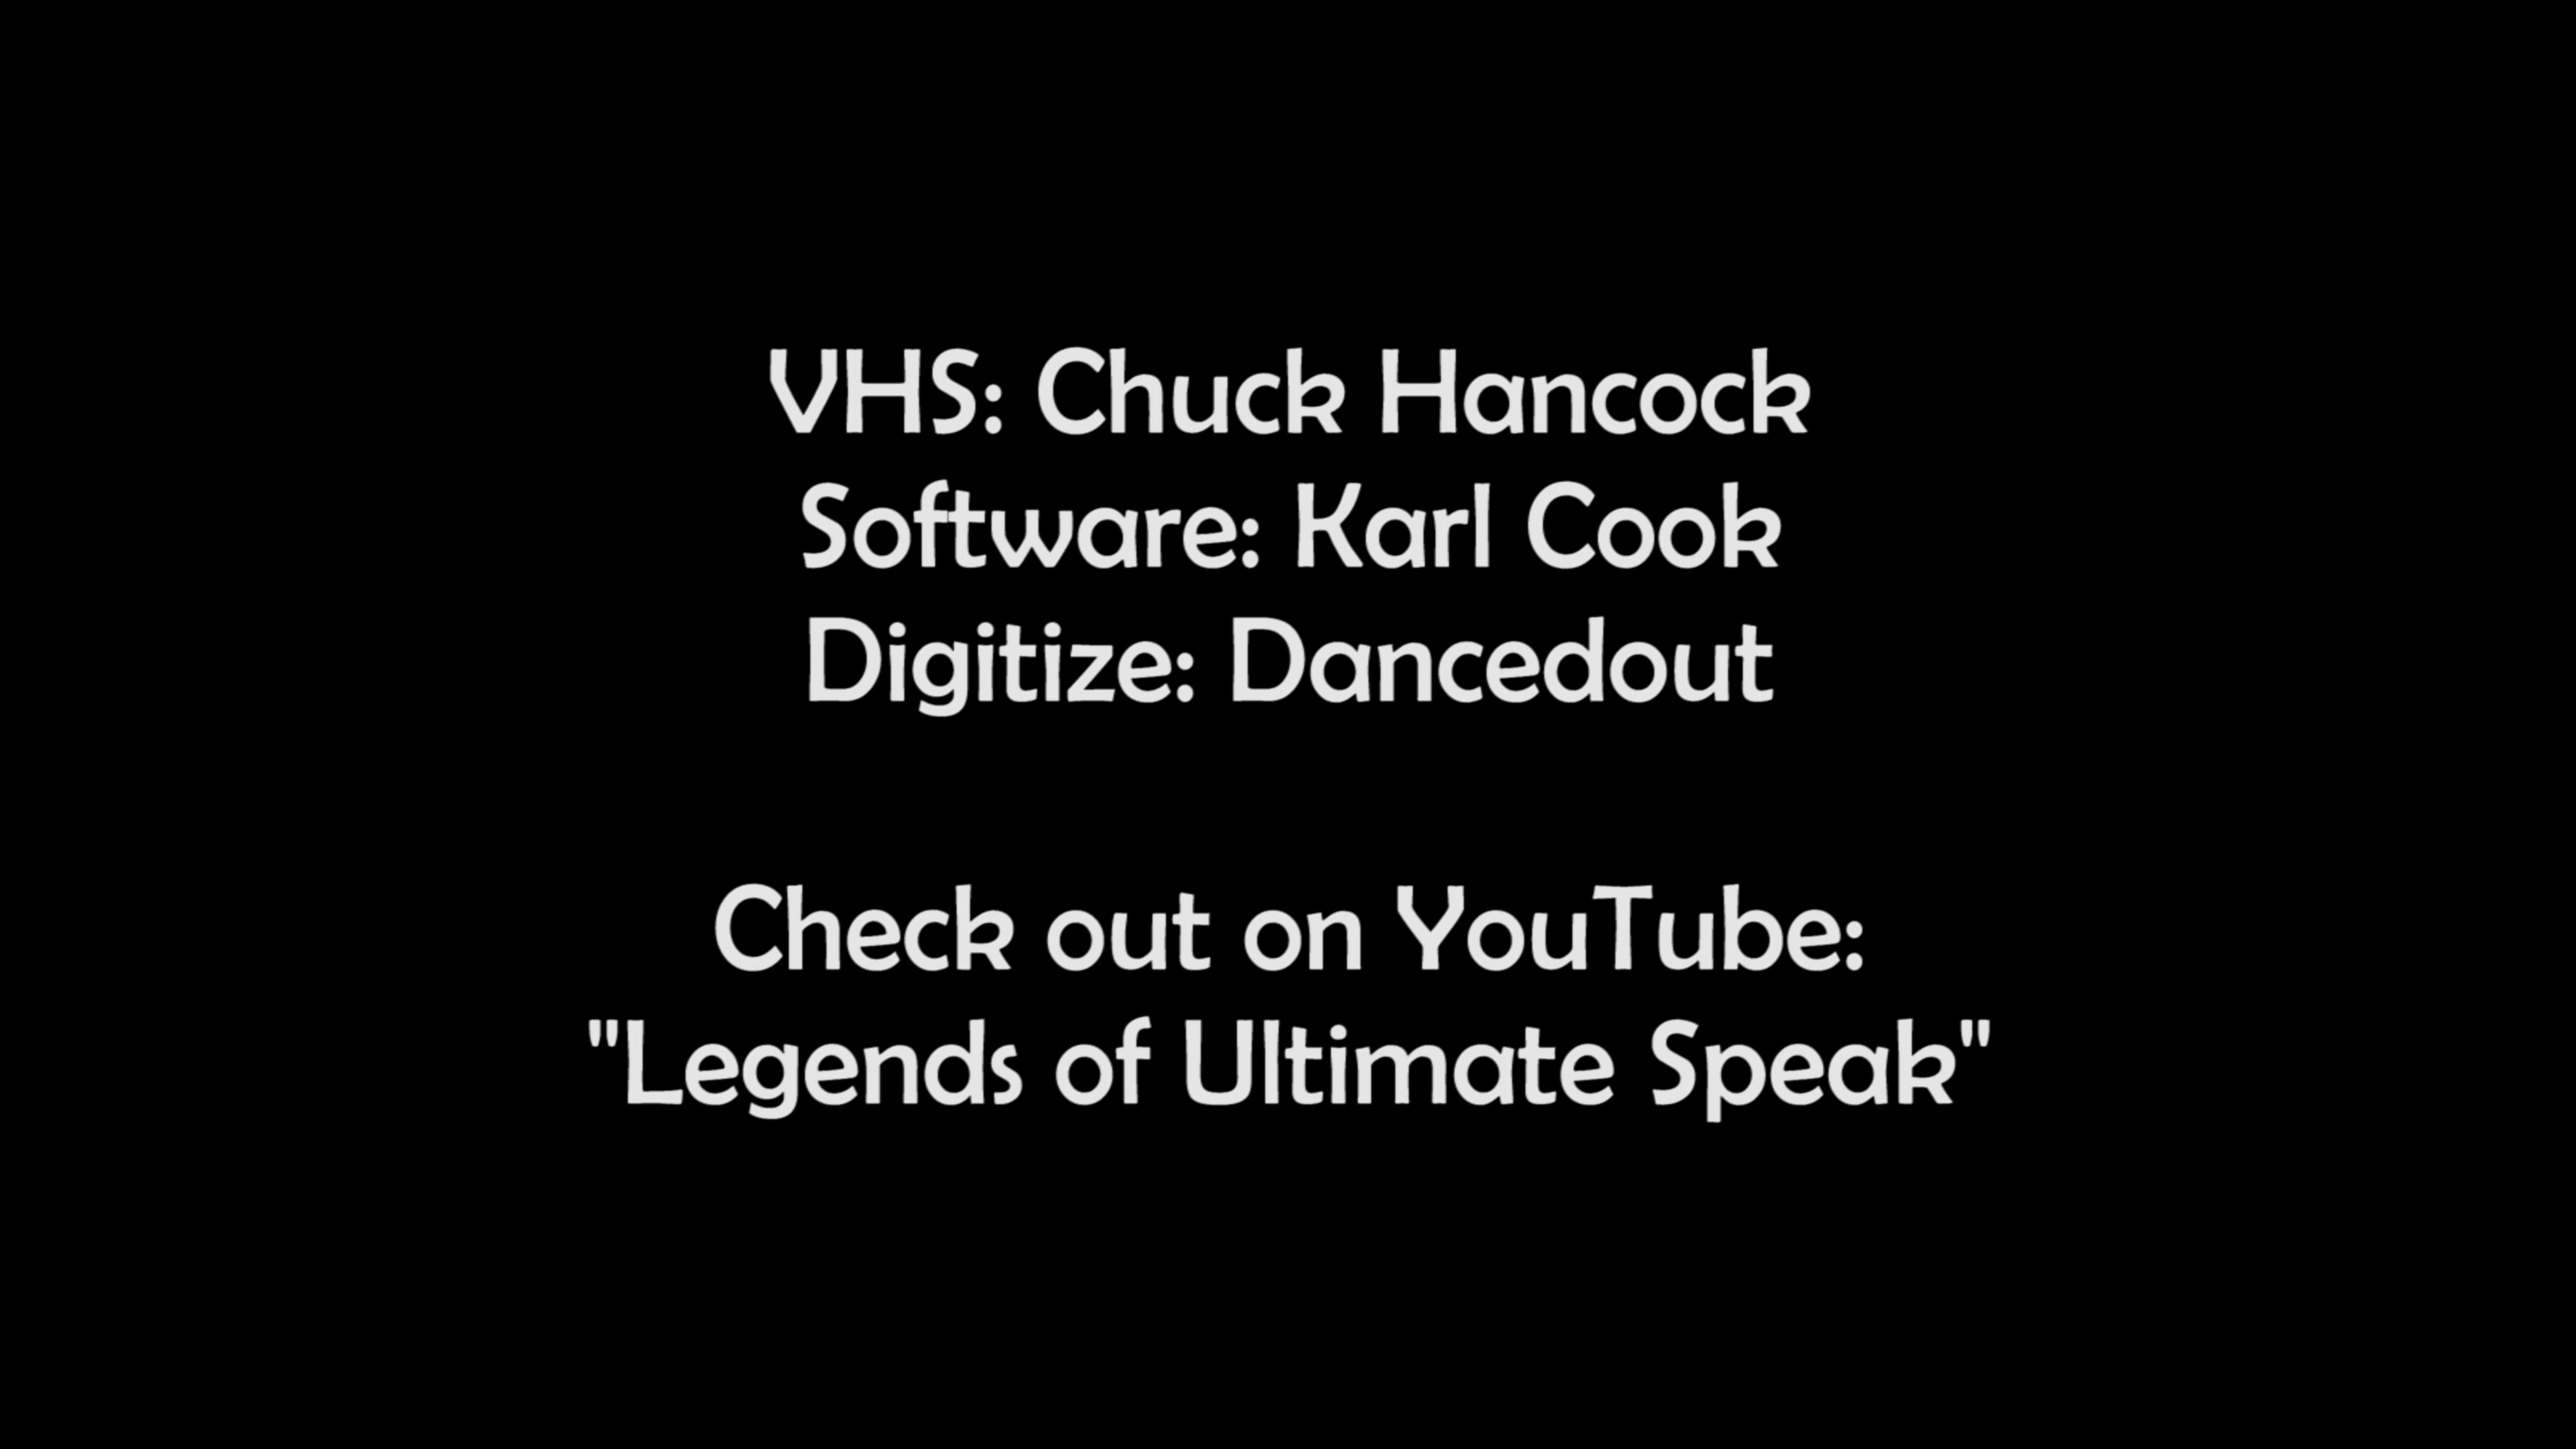 VHS: Chuck Hancock
Software: Karl Cook
Digitize: Dancedout
Check out on YouTube:
"Legends of Ultimate Speak"